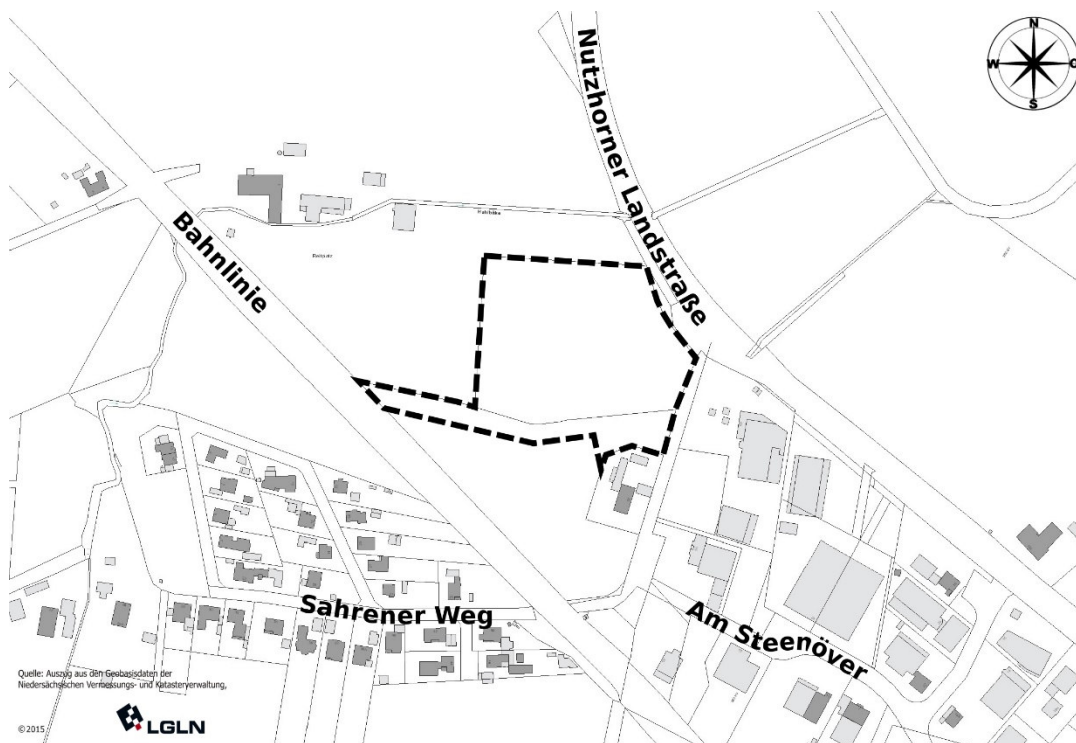 N
W
O
S
Nutzhorner Landstraße
Bahnlinie
Sahrener Weg
Am Steenöver
Quelle: Auszug aus den Geobasisdaten der
Niedersächsischen Vermessungs- und Katasterverwaltung,
©2015
LGLN